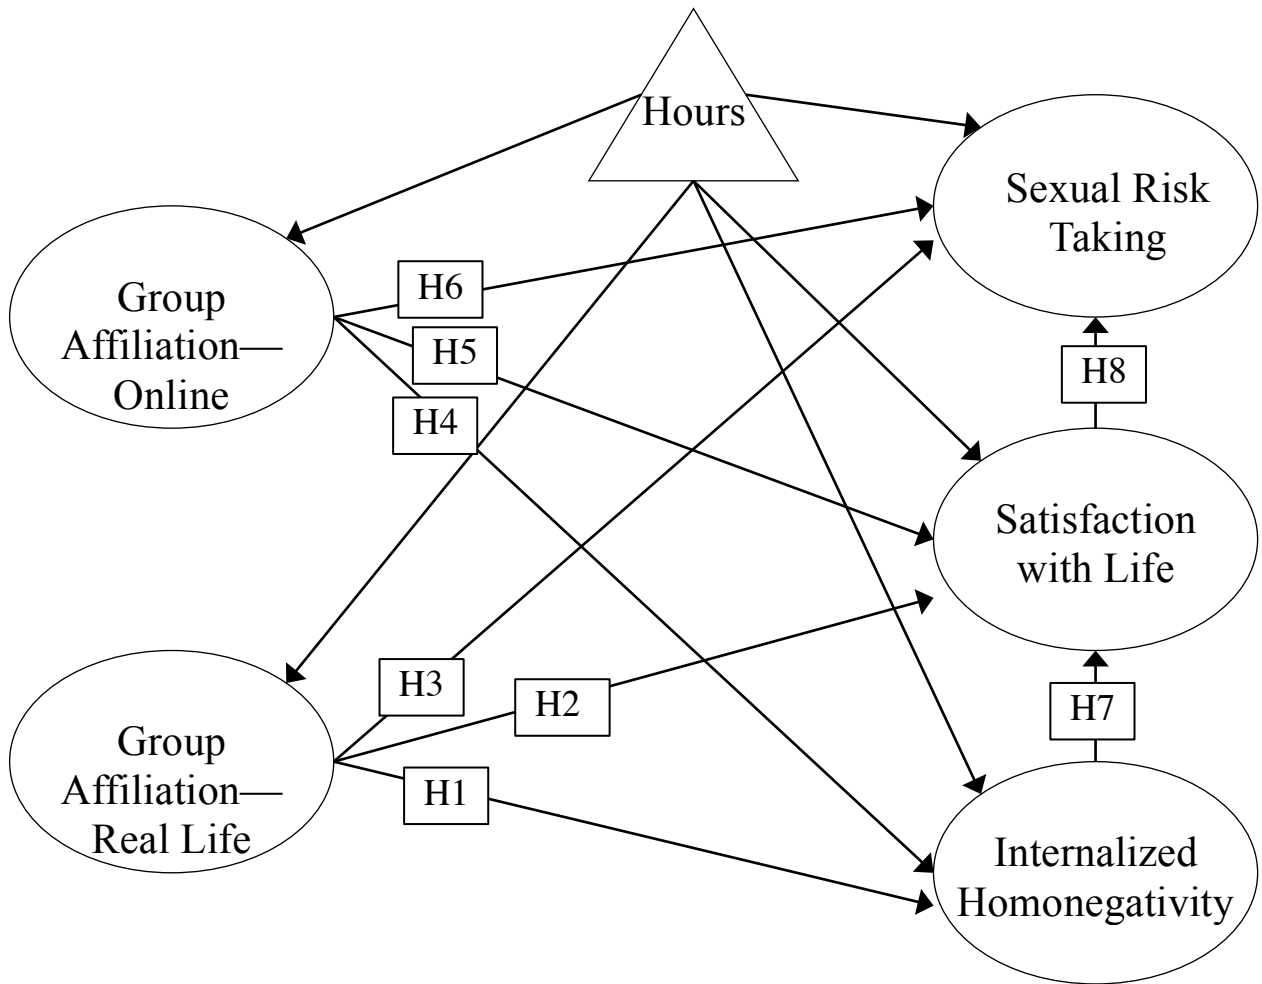 Hours
Sexual Risk
Taking
Group
Affiliation—
Online
H6
H5
H4
H8
Satisfaction
with Life
H3
H2
H7
Group
Affiliation—
Real Life
H1
Internalized
Homonegativity